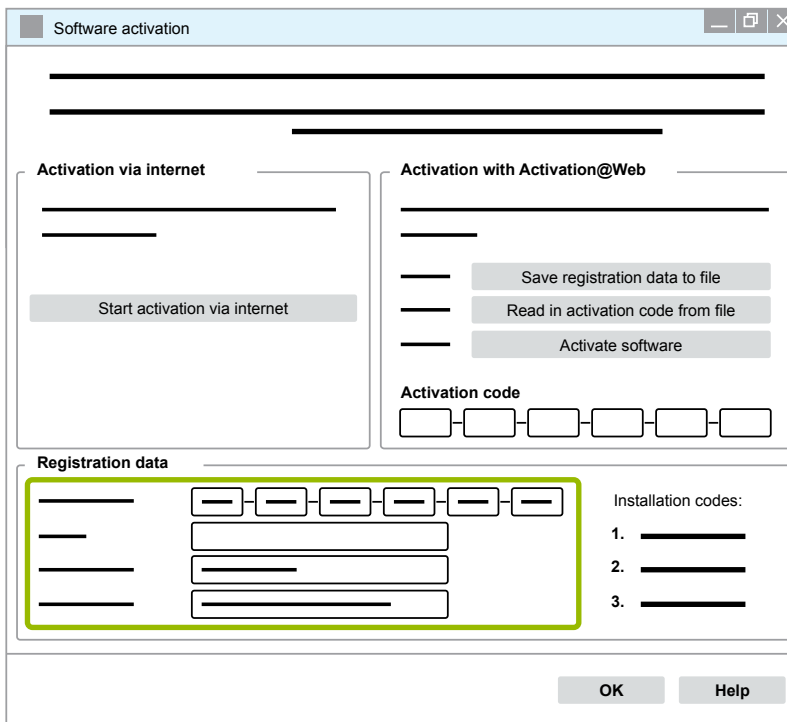 Software activation
Activation via internet
Start activation via internet
Activation with Activation@Web
Save registration data to file
Read in activation code from file
Activate software
Activation code
Registration data
Installation codes:
1.
2.
3.
OK
Help